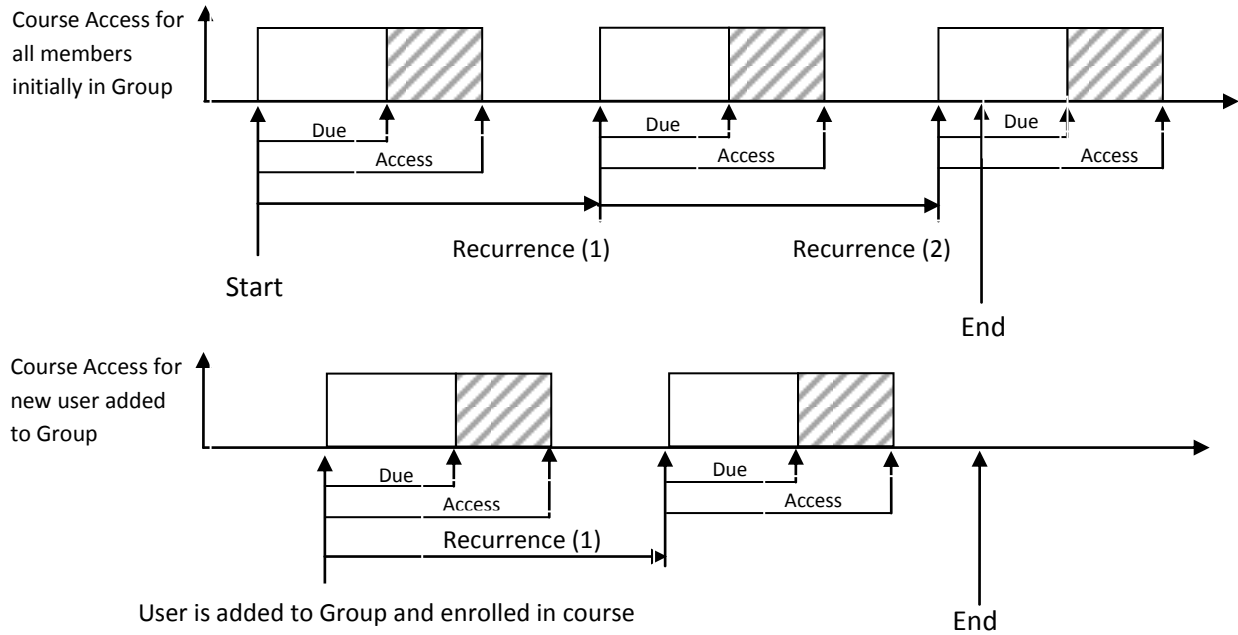 Course Access for
all members
initially in Group
Due
Due
Due
Access
Access
Access
Recurrence (1)
Recurrence (2)
Start
End
Course Access for
new user added
to Group
Due
Due
Access
Access
Recurrence (1)
User is added to Group and enrolled in course
End